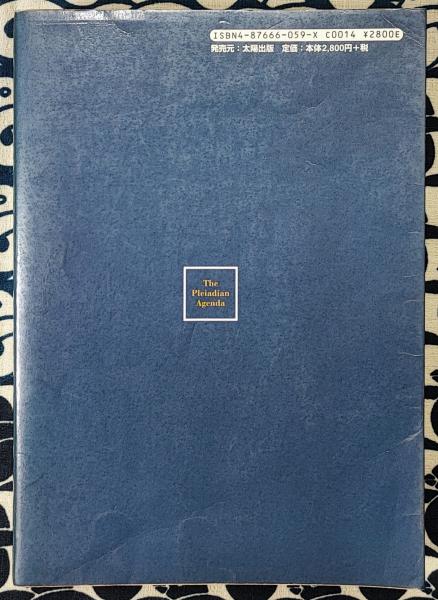 ISBN4-87666-059-X C0014 ¥2800E
発売元：太陽出版 定価：本体2,800円+税
The
Pleiadian
Agenda